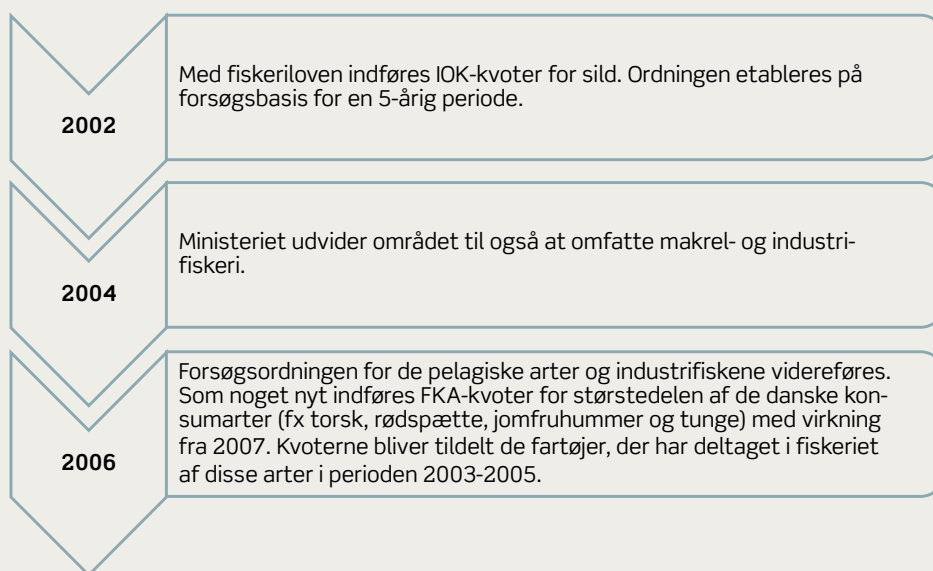 2002
Med fiskeriloven indføres IOK-kvoter for sild. Ordningen etableres på
forsøgsbasis for en 5-årig periode.
2004
Ministeriet udvider området til også at omfatte makrel- og industri-
fiskeri.
2006
Forsøgsordningen for de pelagiske arter og industrifiskene videreføres.
Som noget nyt indføres FKA-kvoter for størstedelen af de danske kon-
sumarter (fx torsk, rødspætte, jomfruhummer og tunge) med virkning
fra 2007. Kvoterne bliver tildelt de fartøjer, der har deltaget i fiskeriet
af disse arter i perioden 2003-2005.